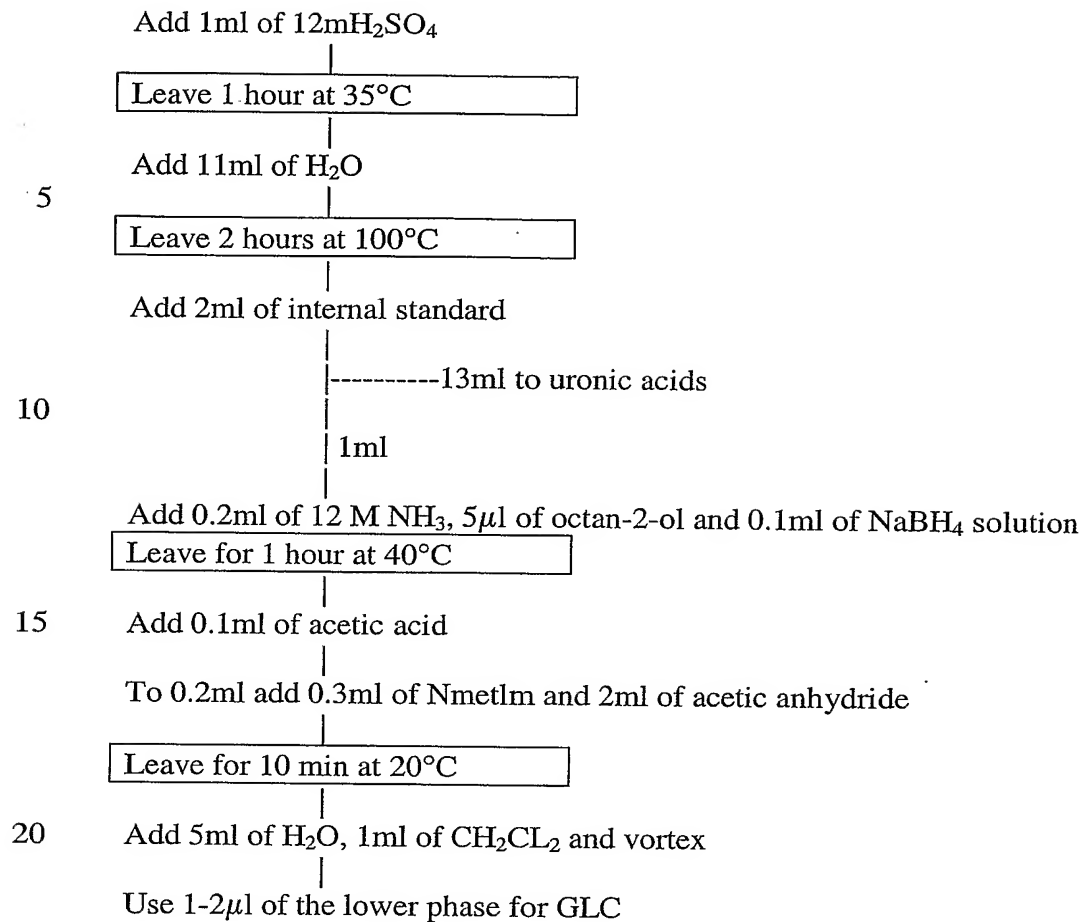 Add 1ml of 12mH₂SO₄
Leave 1 hour at 35°C
Add 11ml of H₂O
5
Leave 2 hours at 100°C
Add 2ml of internal standard
----------13ml to uronic acids
10
1ml
Add 0.2ml of 12 M NH₃, 5μl of octan-2-ol and 0.1ml of NaBH₄ solution
Leave for 1 hour at 40°C
15 Add 0.1ml of acetic acid
To 0.2ml add 0.3ml of NmetIm and 2ml of acetic anhydride
Leave for 10 min at 20°C
20 Add 5ml of H₂O, 1ml of CH₂CL₂ and vortex
Use 1-2μl of the lower phase for GLC